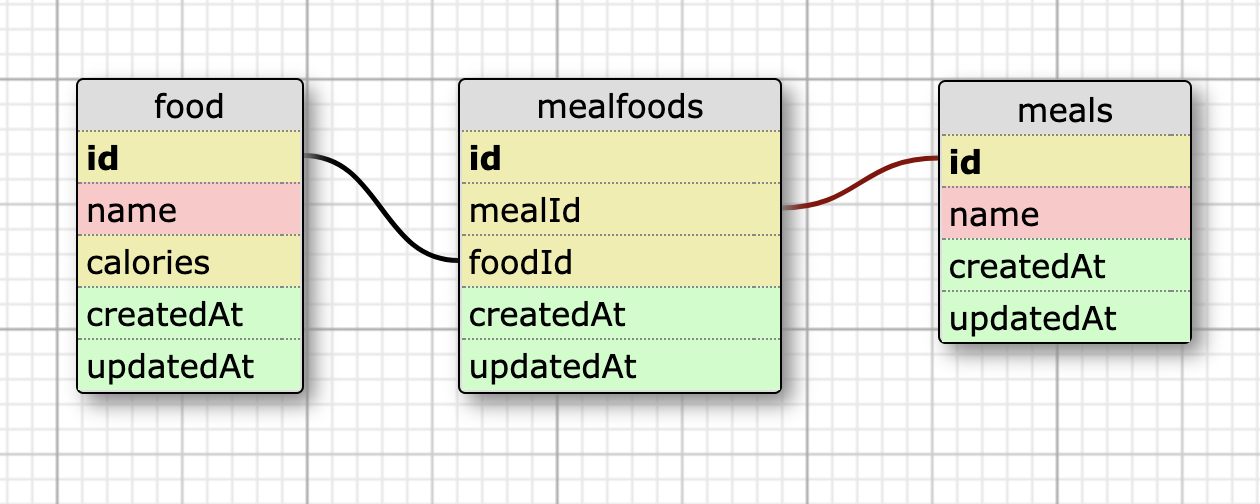 food
id
name
calories
createdAt
updatedAt
mealfoods
id
mealId
foodId
createdAt
updatedAt
meals
id
name
createdAt
updatedAt